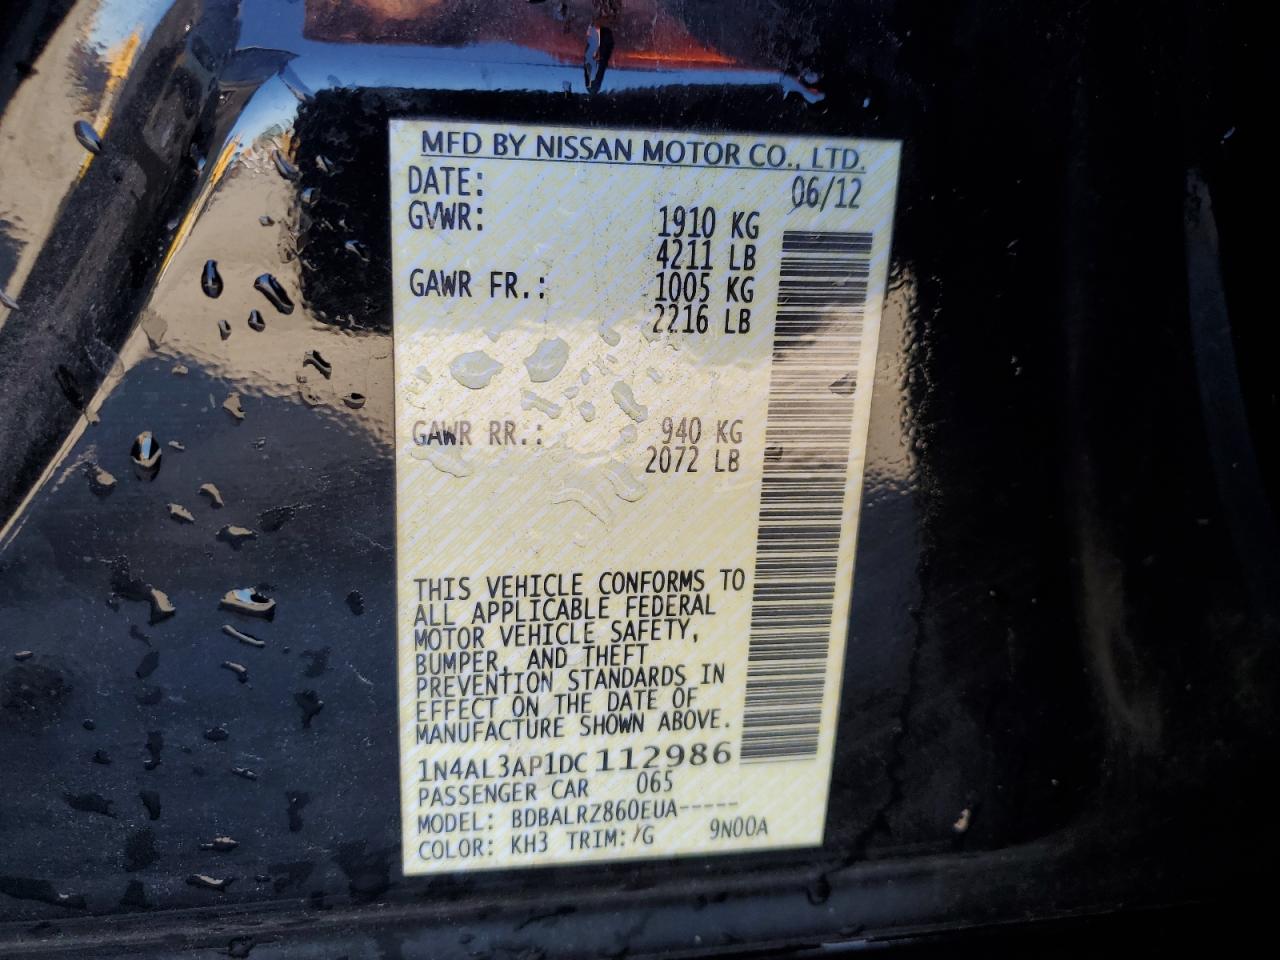 MFD BY NISSAN MOTOR CO., LTD.
DATE: 06/12
GVWR: 1910 KG
4211 LB
GAWR FR.: 1005 KG
2216 LB
GAWR RR.: 940 KG
2072 LB
THIS VEHICLE CONFORMS TO
ALL APPLICABLE FEDERAL
MOTOR VEHICLE SAFETY,
BUMPER, AND THEFT
PREVENTION STANDARDS IN
EFFECT ON THE DATE OF
MANUFACTURE SHOWN ABOVE.
1N4AL3AP1DC112986
PASSENGER CAR 065
MODEL: BDBALRZ860EUA-----
COLOR: KH3 TRIM: G 9N00A